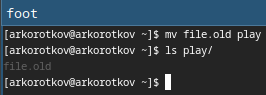 foot
[arkorotkov@arkorotkov ~]$ mv file.old play
[arkorotkov@arkorotkov ~]$ ls play/
file.old
[arkorotkov@arkorotkov ~]$